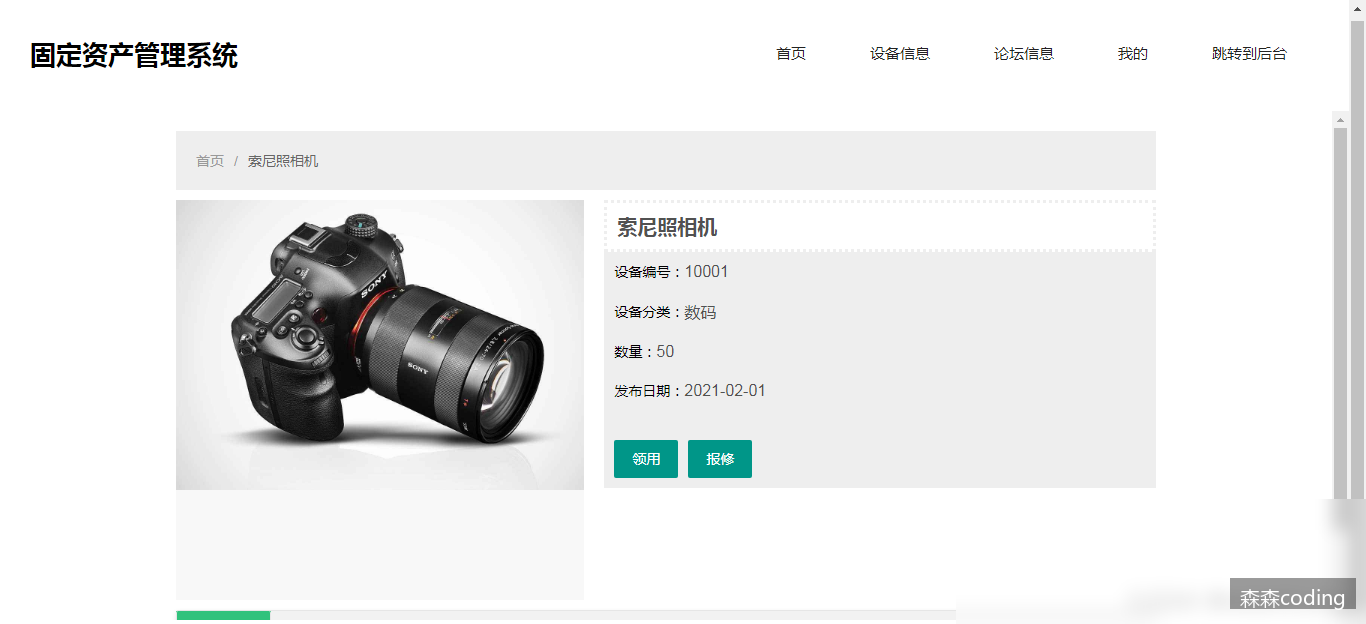 固定资产管理系统
首页 设备信息 论坛信息 我的 跳转到后台
首页 / 索尼照相机
索尼照相机
设备编号：10001
设备分类：数码
数量：50
发布日期：2021-02-01
领用 报修
SONY
SONY
森森coding